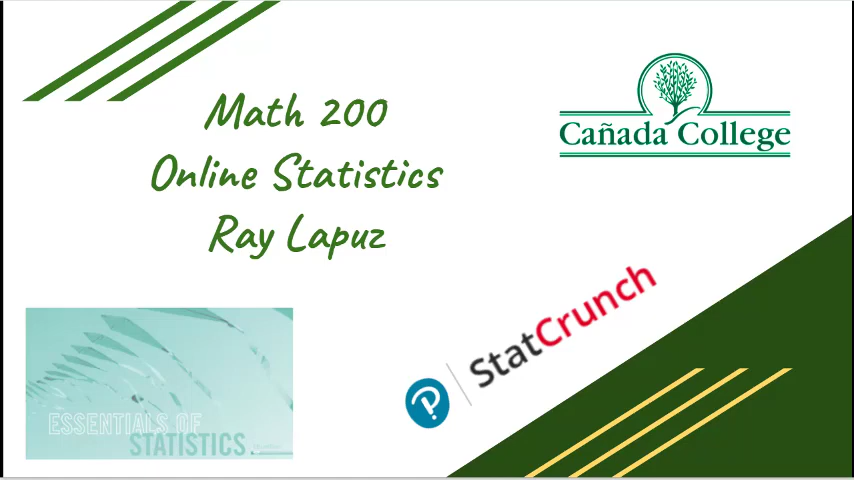 Math 200
Online Statistics
Ray Lapuz
Cañada College
StatCrunch
ESSENTIALS OF
STATISTICS